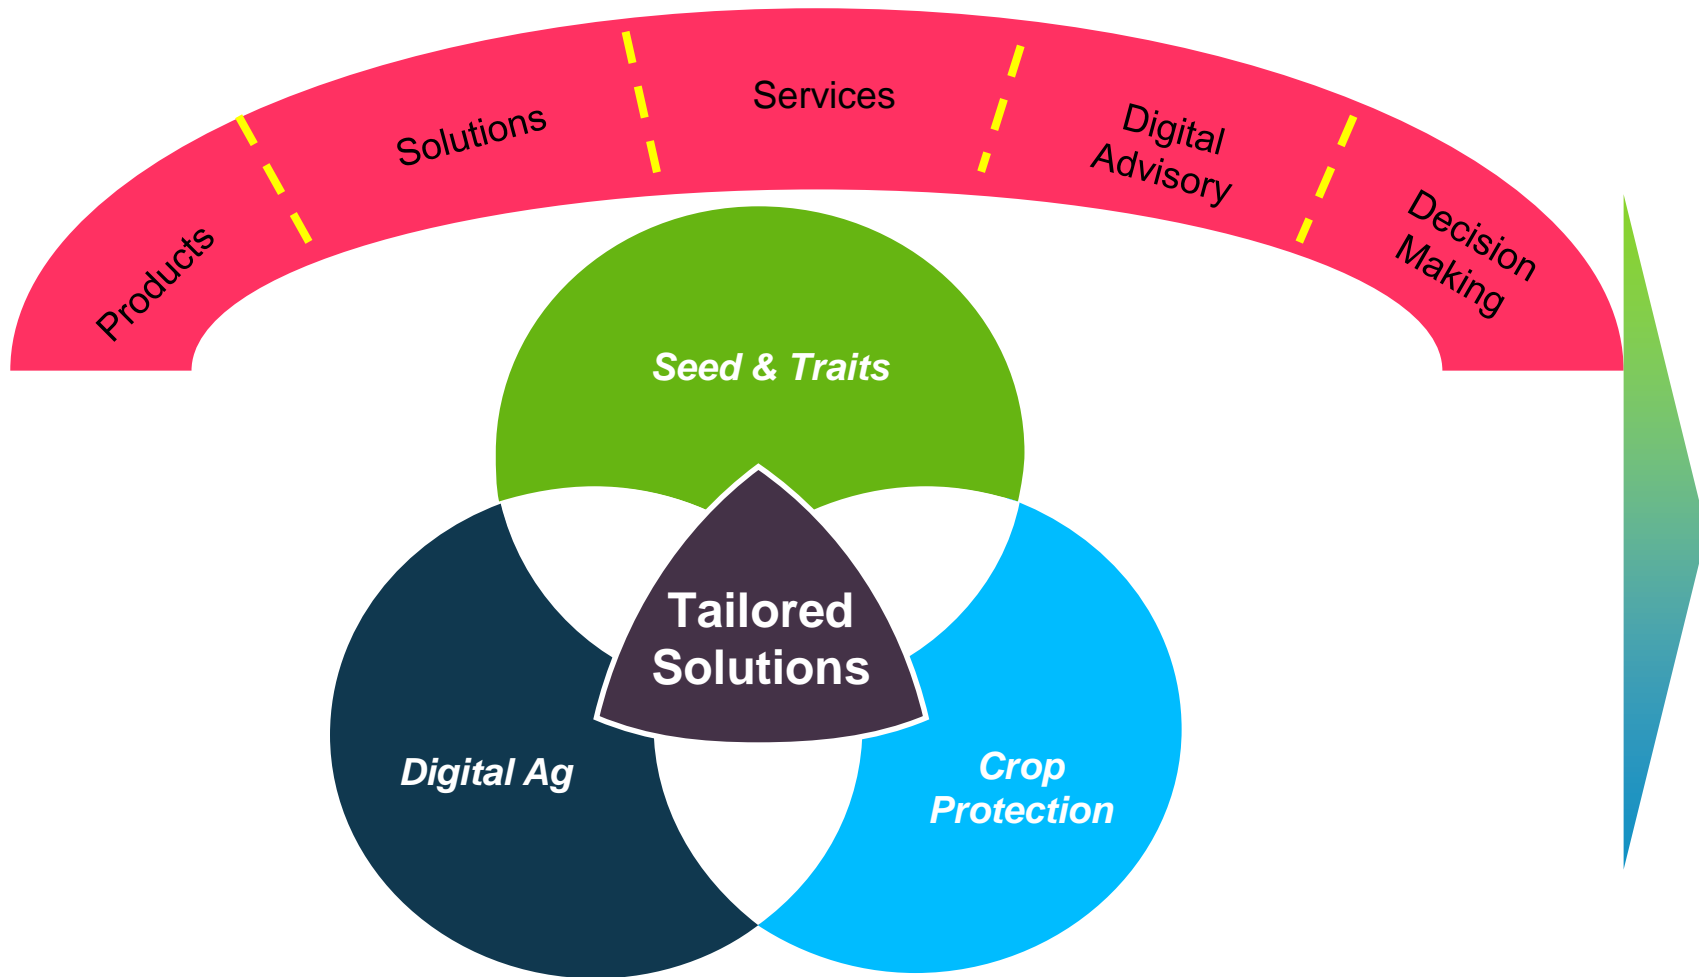 Products
Solutions
Services
Digital
Advisory
Decision
Making
Seed & Traits
Tailored
Solutions
Digital Ag
Crop
Protection